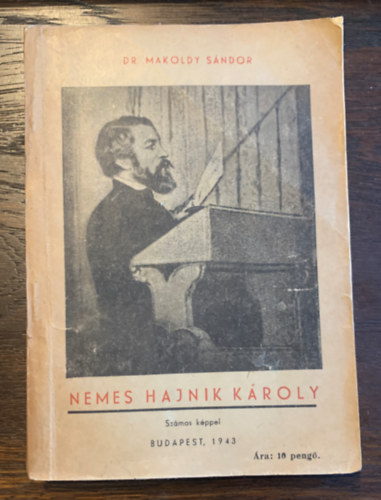 DR. MAKOLDY SÁNDOR
NEMES HAJNIK KÁROLY
Számos képpel
BUDAPEST, 1943
Ára: 10 pengő.